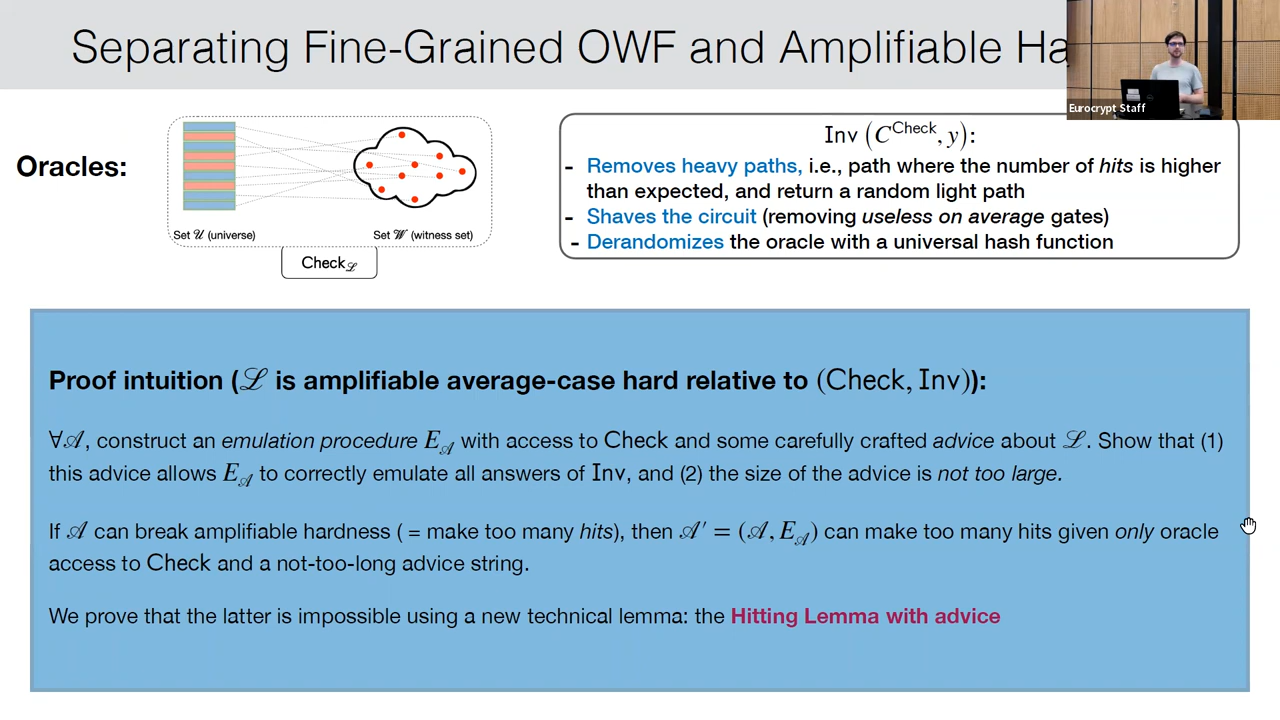 Separating Fine-Grained OWF and Amplifiable
Eurocrypt Staff
Oracles:
Set 𝒰 (universe)
Set 𝒲 (witness set)
Check_ℒ
Inv (C^Check, y):
- Removes heavy paths, i.e., path where the number of hits is higher
than expected, and return a random light path
- Shaves the circuit (removing useless on average gates)
- Derandomizes the oracle with a universal hash function
Proof intuition (ℒ is amplifiable average-case hard relative to (Check, Inv)):
∀𝒜, construct an emulation procedure E_𝒜 with access to Check and some carefully crafted advice about ℒ. Show that (1)
this advice allows E_𝒜 to correctly emulate all answers of Inv, and (2) the size of the advice is not too large.
If 𝒜 can break amplifiable hardness ( = make too many hits), then 𝒜′ = (𝒜, E_𝒜) can make too many hits given only oracle
access to Check and a not-too-long advice string.
We prove that the latter is impossible using a new technical lemma: the Hitting Lemma with advice